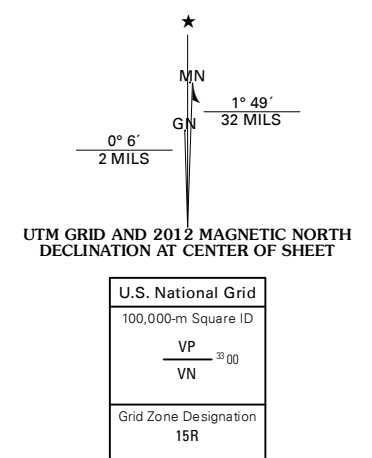 ★
MN
GN
1° 49´
32 MILS
0° 6´
2 MILS
UTM GRID AND 2012 MAGNETIC NORTH
DECLINATION AT CENTER OF SHEET
U.S. National Grid
100,000-m Square ID
VP
33 00
VN
Grid Zone Designation
15R